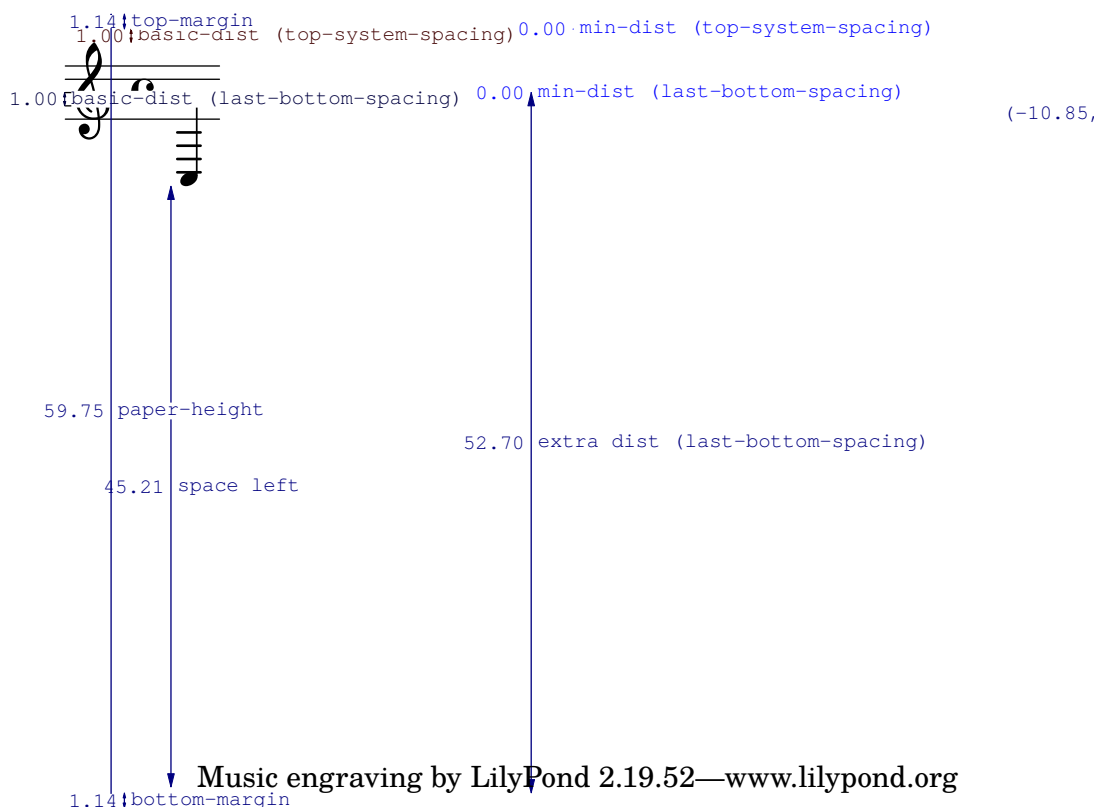 1.14 top-margin
1.00 basic-dist (top-system-spacing) 0.00 min-dist (top-system-spacing)
1.00 basic-dist (last-bottom-spacing) 0.00 min-dist (last-bottom-spacing)
(-10.85,
59.75 paper-height
52.70 extra dist (last-bottom-spacing)
45.21 space left
Music engraving by LilyPond 2.19.52—www.lilypond.org
1.14 bottom-margin